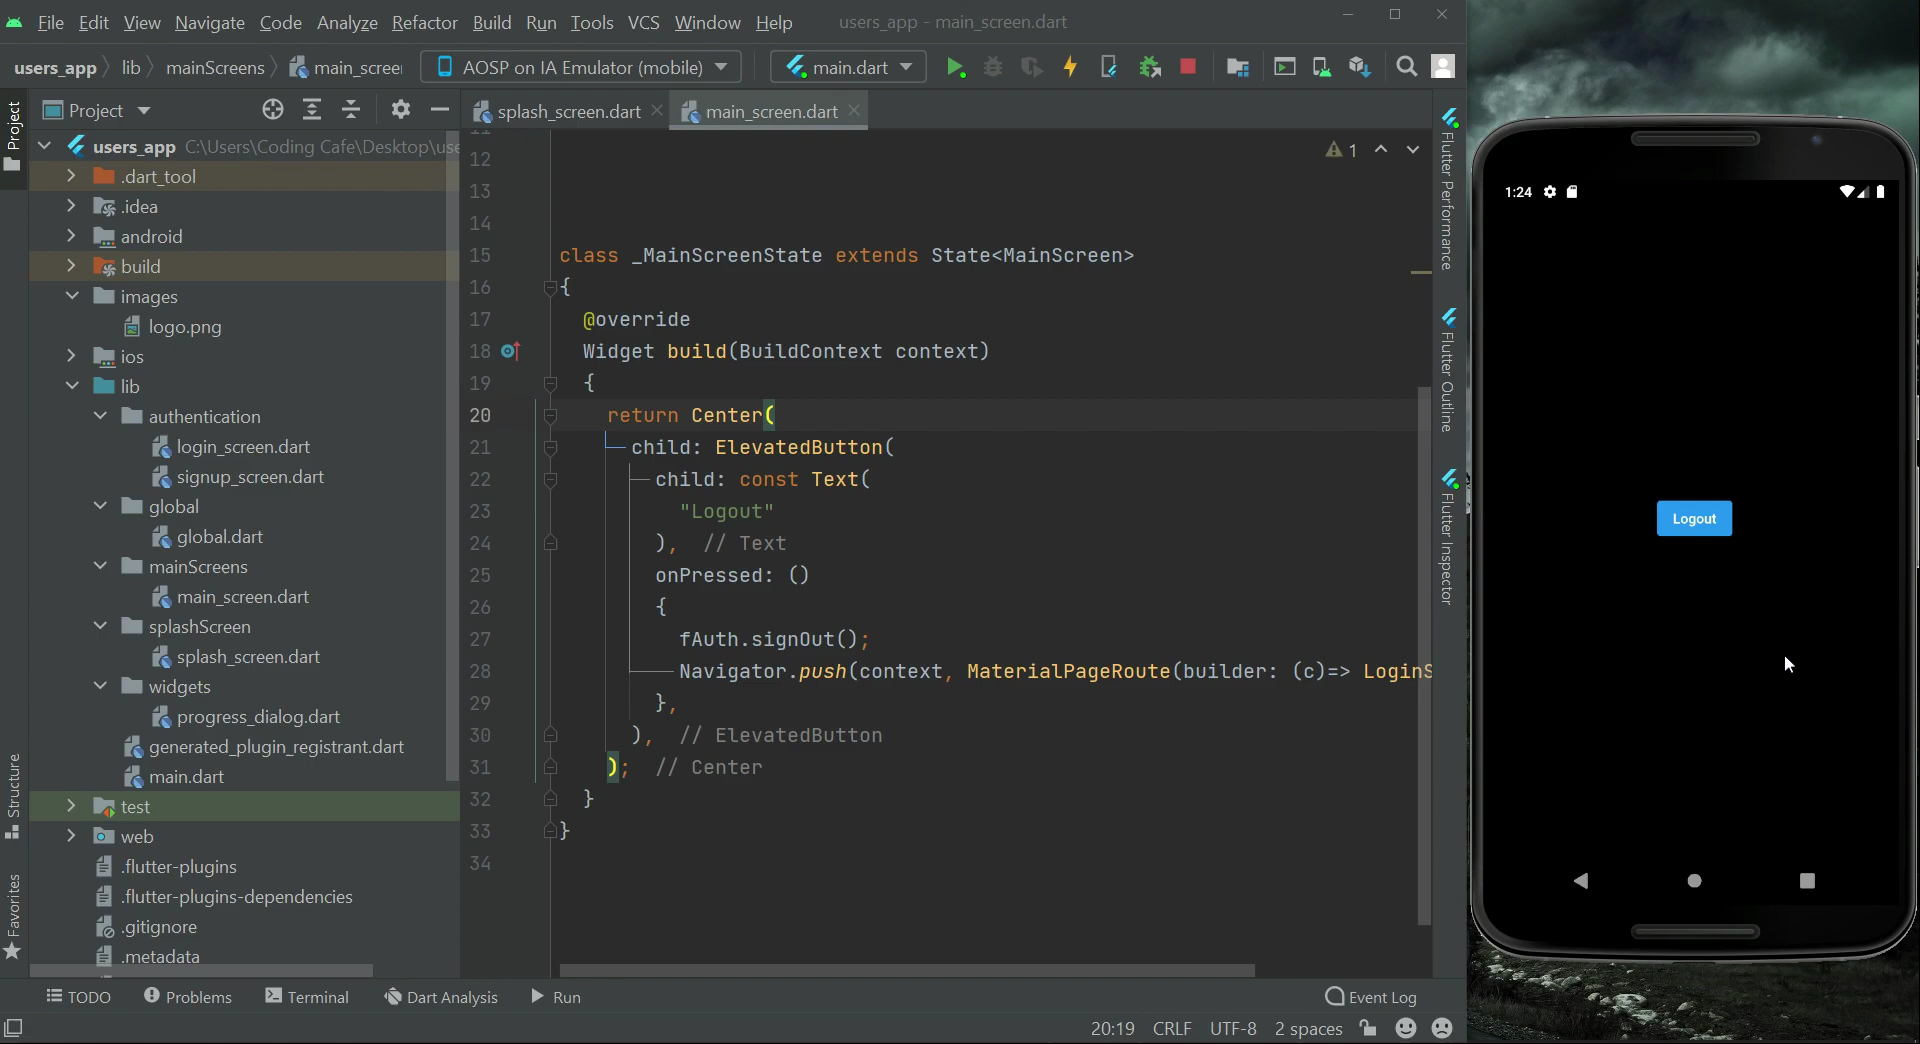 File Edit View Navigate Code Analyze Refactor Build Run Tools VCS Window Help users_app - main_screen.dart
users_app lib mainScreens main_screen AOSP on IA Emulator (mobile) main.dart
Project
Project
splash_screen.dart
main_screen.dart
users_app C:\Users\Coding Cafe\Desktop\use
.dart_tool
.idea
android
build
images
logo.png
ios
lib
authentication
login_screen.dart
signup_screen.dart
global
global.dart
mainScreens
main_screen.dart
splashScreen
splash_screen.dart
widgets
progress_dialog.dart
generated_plugin_registrant.dart
main.dart
test
web
.flutter-plugins
.flutter-plugins-dependencies
.gitignore
.metadata
Structure
Favorites
1
11
12
13
14
15 class _MainScreenState extends State<MainScreen>
16 {
17 @override
18 Widget build(BuildContext context)
19 {
20 return Center(
21 child: ElevatedButton(
22 child: const Text(
23 "Logout"
24 ), // Text
25 onPressed: ()
26 {
27 fAuth.signOut();
28 Navigator.push(context, MaterialPageRoute(builder: (c)=> LoginS
29 },
30 ), // ElevatedButton
31 ); // Center
32 }
33 }
34
Flutter Performance
Flutter Outline
Flutter Inspector
1:24
Logout
TODO Problems Terminal Dart Analysis Run Event Log
20:19 CRLF UTF-8 2 spaces